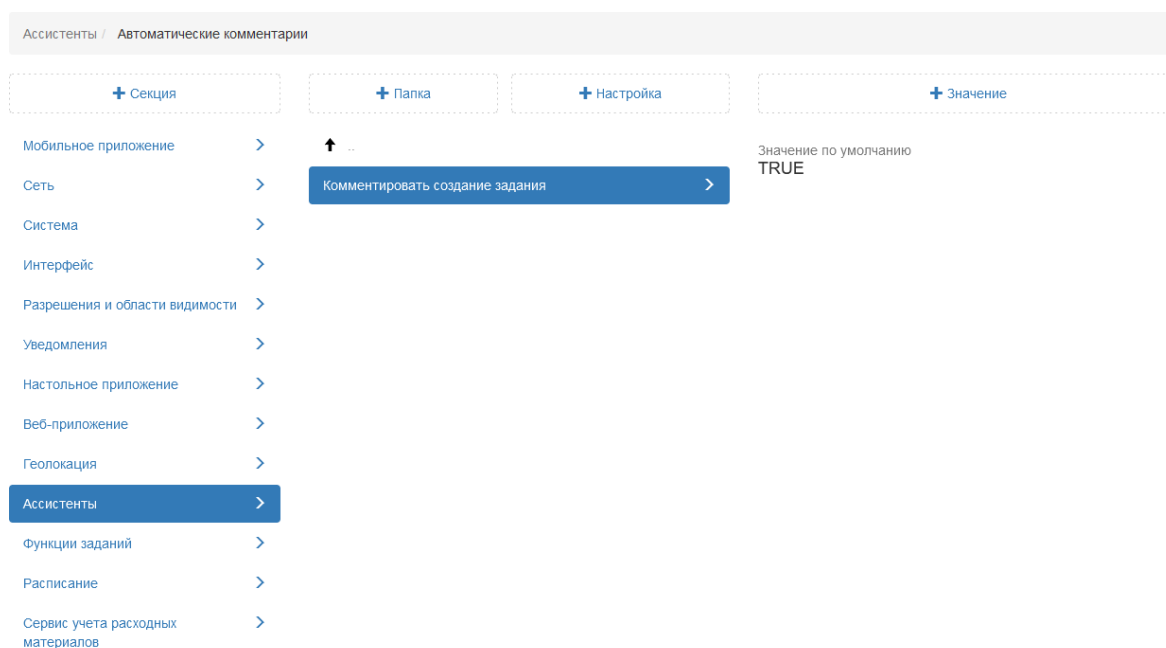 Ассистенты / Автоматические комментарии
Секция
Папка
Настройка
Значение
Мобильное приложение
Сеть
Система
Интерфейс
Разрешения и области видимости
Уведомления
Настольное приложение
Веб-приложение
Геолокация
Ассистенты
Функции заданий
Расписание
Сервис учета расходных
материалов
..
Комментировать создание задания
Значение по умолчанию
TRUE